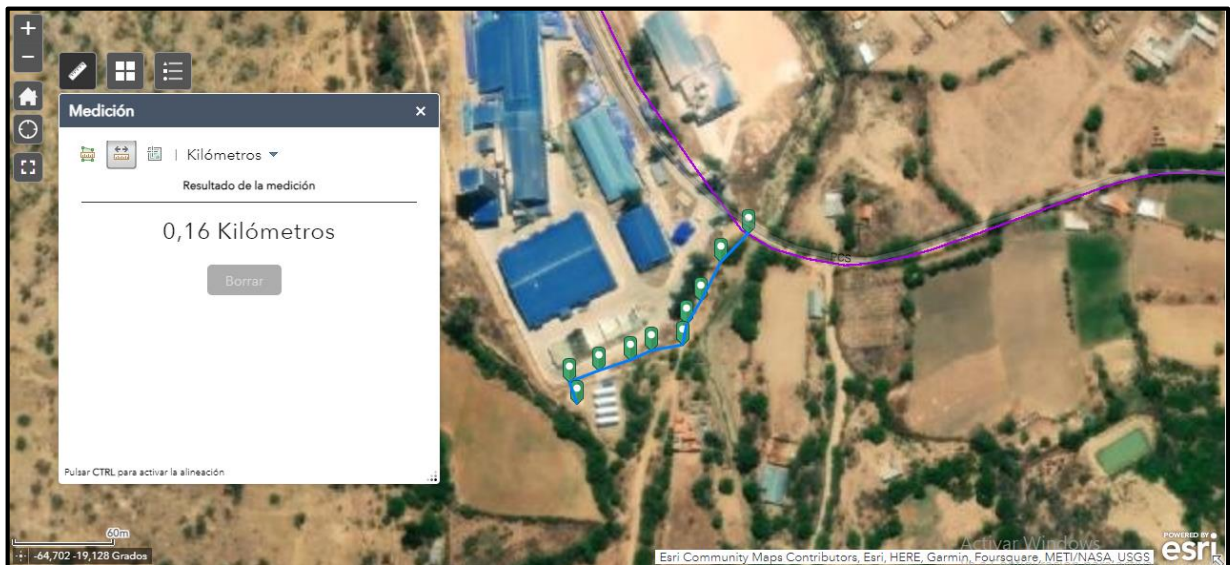 Medición
×
Kilómetros
Resultado de la medición
0,16 Kilómetros
Borrar
Pulsar CTRL para activar la alineación
PCS
60m
-64,702 -19,128 Grados
Activar Windows
Esri Community Maps Contributors, Esri, HERE, Garmin, Foursquare, METI/NASA, USGS
POWERED BY
esri